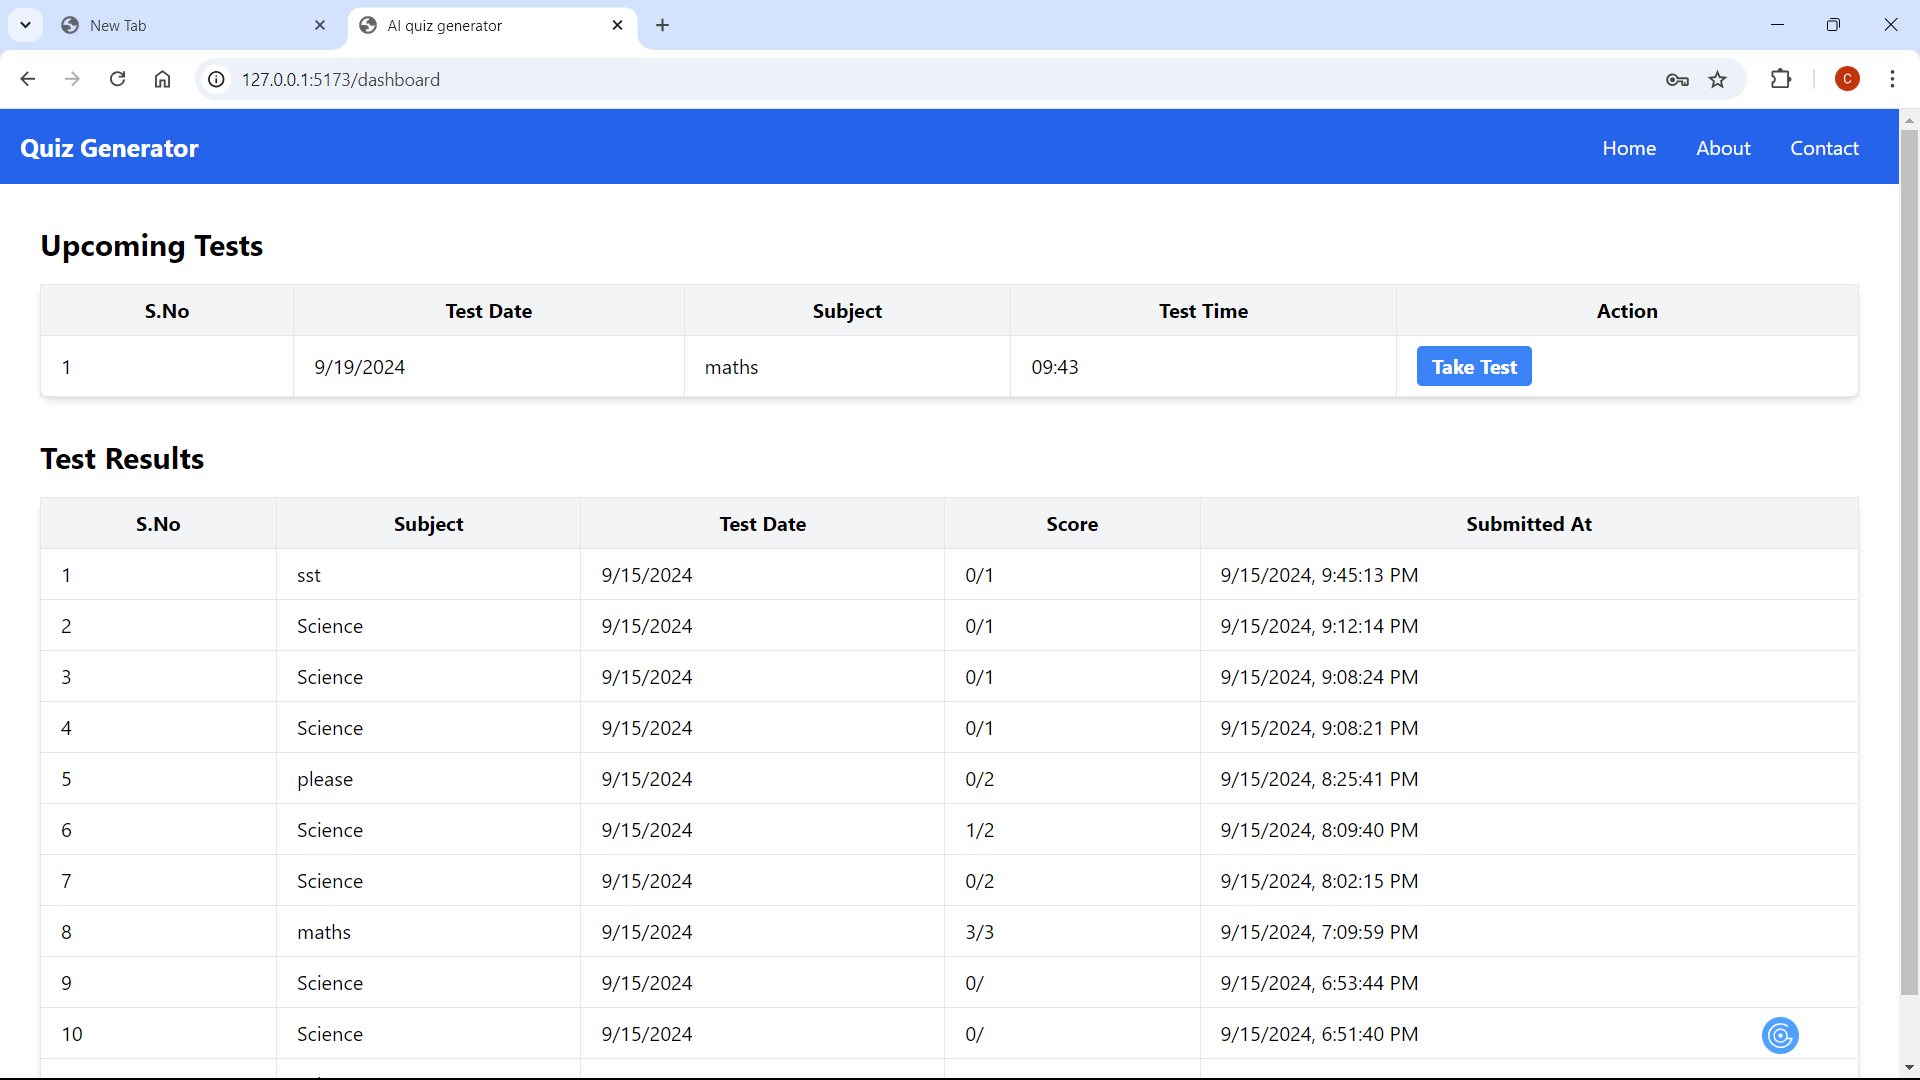 New Tab
AI quiz generator
127.0.0.1:5173/dashboard
C
Quiz Generator Home About Contact
Upcoming Tests
S.No Test Date Subject Test Time Action
1 9/19/2024 maths 09:43 Take Test
Test Results
S.No Subject Test Date Score Submitted At
1 sst 9/15/2024 0/1 9/15/2024, 9:45:13 PM
2 Science 9/15/2024 0/1 9/15/2024, 9:12:14 PM
3 Science 9/15/2024 0/1 9/15/2024, 9:08:24 PM
4 Science 9/15/2024 0/1 9/15/2024, 9:08:21 PM
5 please 9/15/2024 0/2 9/15/2024, 8:25:41 PM
6 Science 9/15/2024 1/2 9/15/2024, 8:09:40 PM
7 Science 9/15/2024 0/2 9/15/2024, 8:02:15 PM
8 maths 9/15/2024 3/3 9/15/2024, 7:09:59 PM
9 Science 9/15/2024 0/ 9/15/2024, 6:53:44 PM
10 Science 9/15/2024 0/ 9/15/2024, 6:51:40 PM